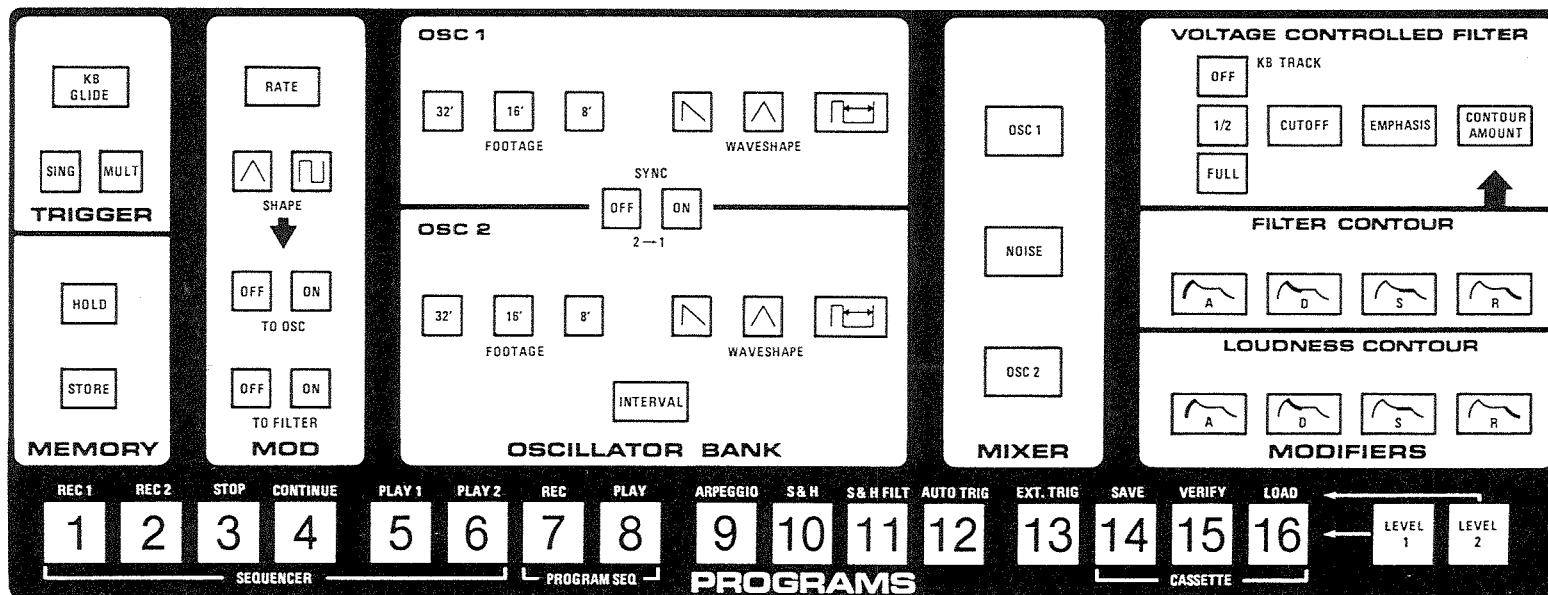 KB
GLIDE
SING MULT
TRIGGER
HOLD
STORE
MEMORY
RATE
SHAPE
OFF ON
TO OSC
OFF ON
TO FILTER
MOD
OSC 1
32' 16' 8'
FOOTAGE WAVESHAPE
SYNC
OFF ON
2→1
OSC 2
32' 16' 8'
FOOTAGE WAVESHAPE
INTERVAL
OSCILLATOR BANK
OSC 1
NOISE
OSC 2
MIXER
VOLTAGE CONTROLLED FILTER
KB TRACK
OFF
1/2
FULL
CUTOFF EMPHASIS CONTOUR
AMOUNT
FILTER CONTOUR
A D S R
LOUDNESS CONTOUR
A D S R
MODIFIERS
REC 1 REC 2 STOP CONTINUE PLAY 1 PLAY 2 REC PLAY ARPEGGIO S & H S & H FILT AUTO TRIG EXT. TRIG SAVE VERIFY LOAD
1 2 3 4 5 6 7 8 9 10 11 12 13 14 15 16
LEVEL
1
LEVEL
2
SEQUENCER PROGRAM SEQ. PROGRAMS CASSETTE